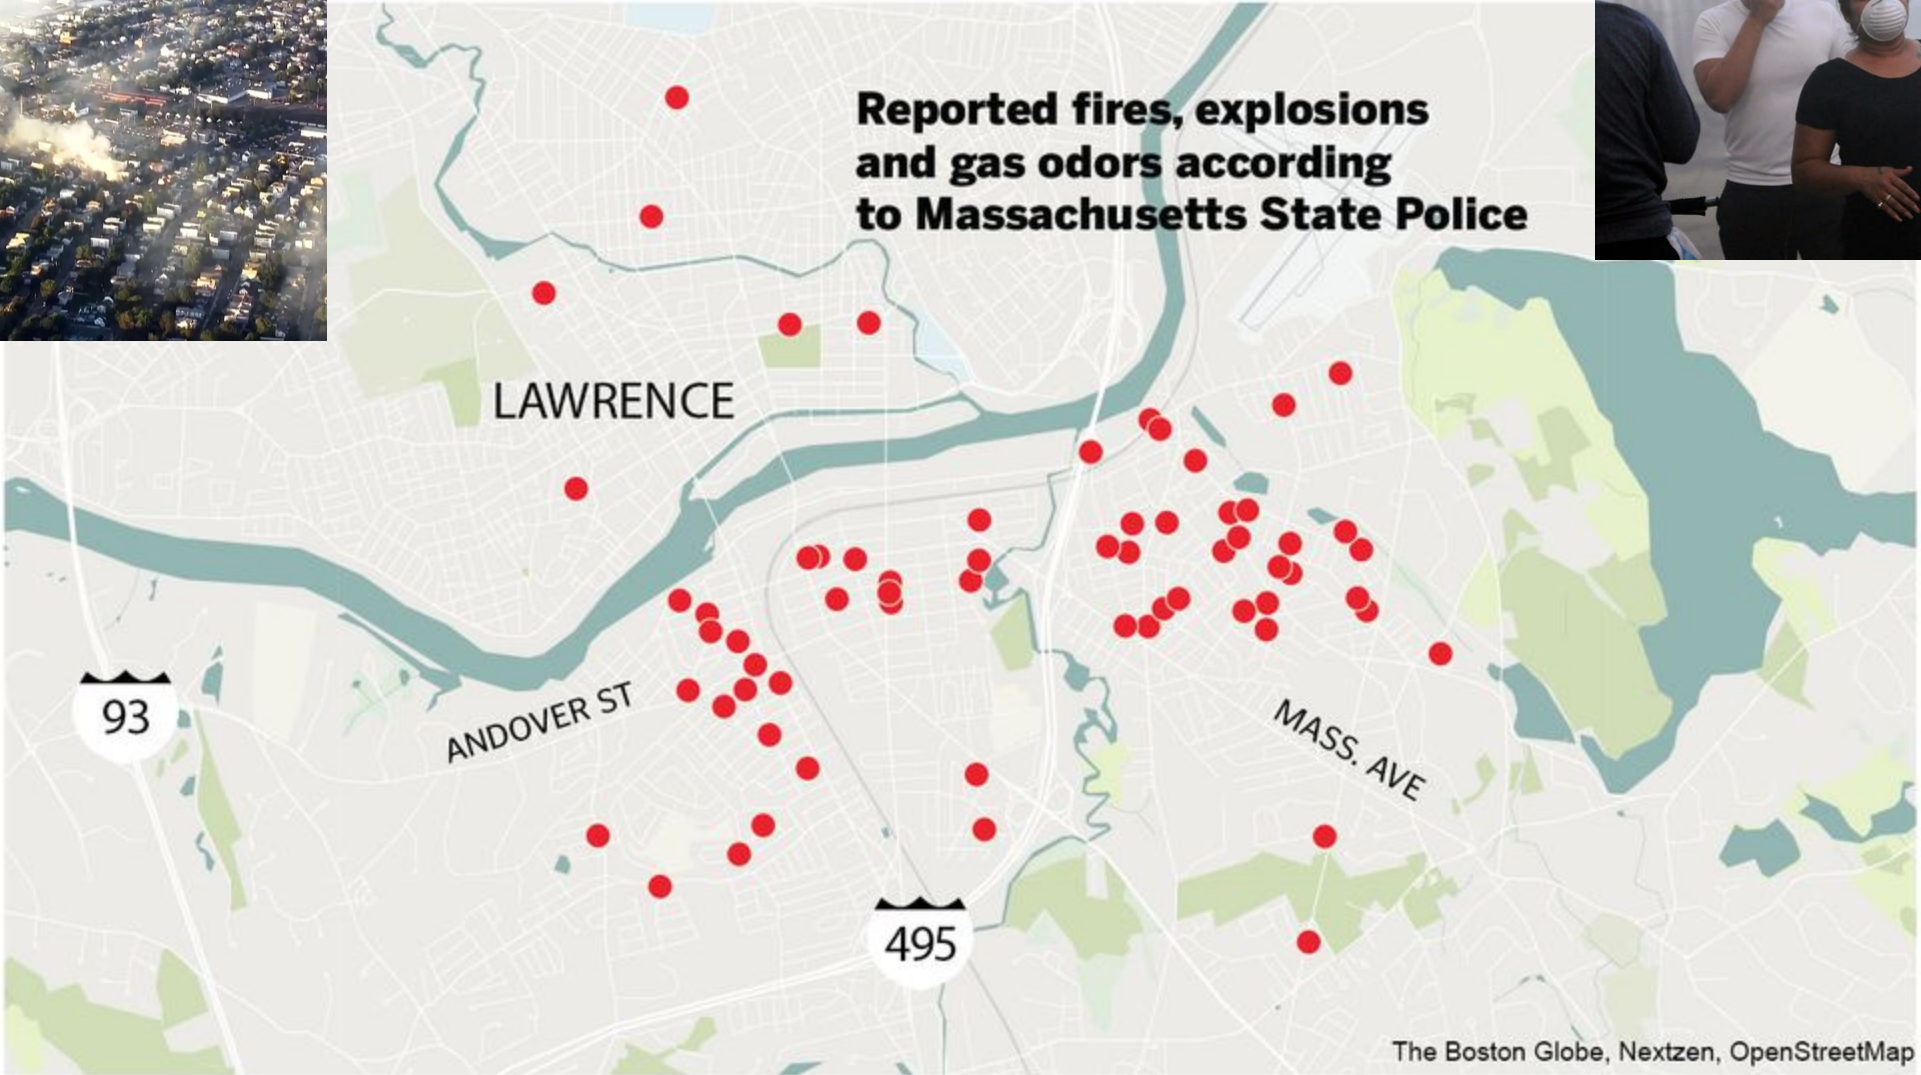 Reported fires, explosions
and gas odors according
to Massachusetts State Police
LAWRENCE
93
ANDOVER ST
MASS. AVE
495
The Boston Globe, Nextzen, OpenStreetMap